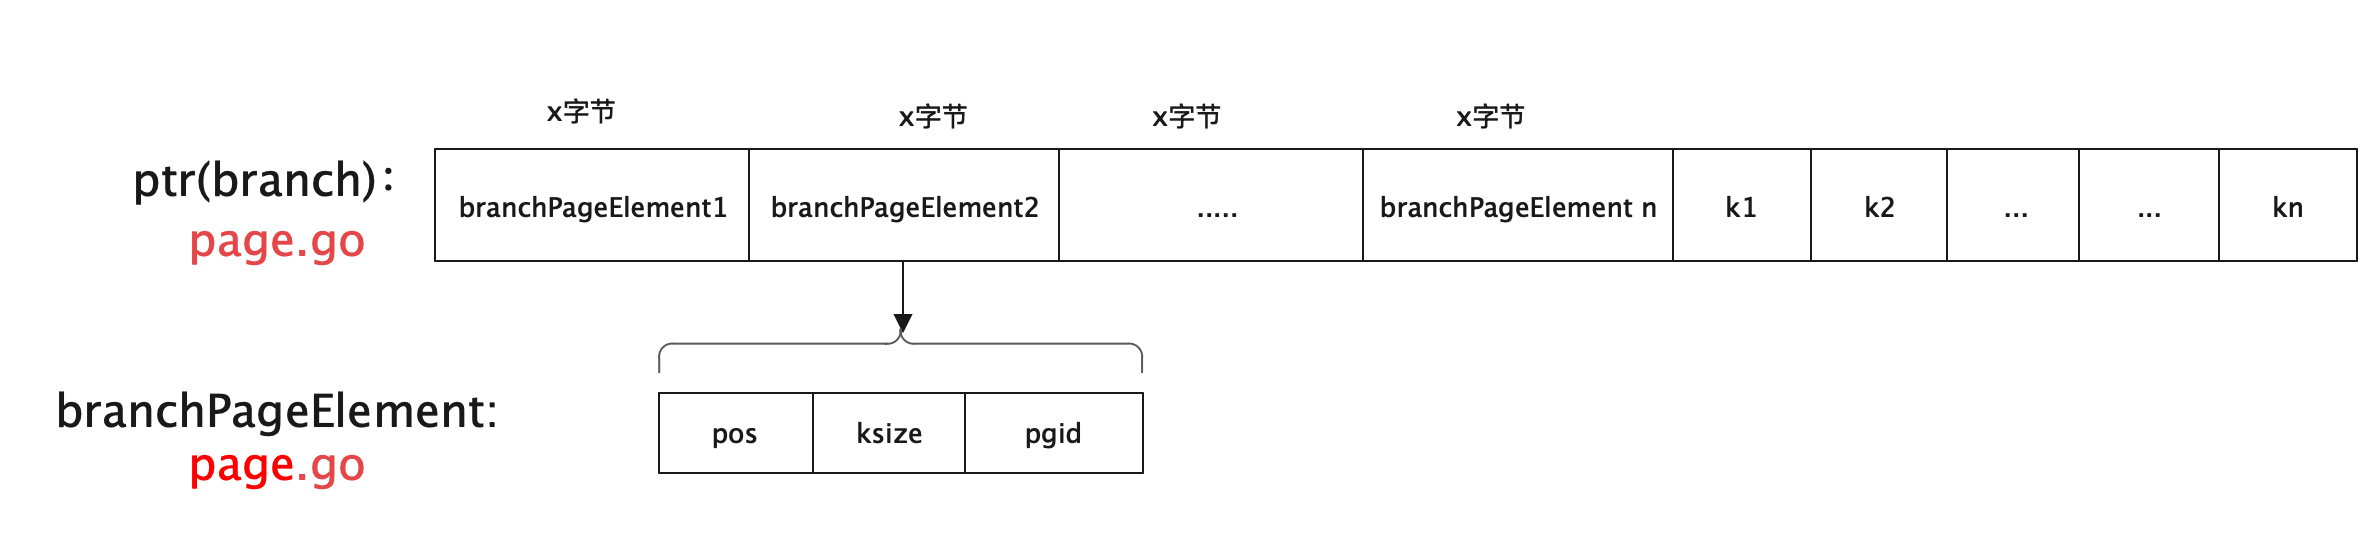 x字节 x字节 x字节 x字节
ptr(branch):
page.go
branchPageElement1 branchPageElement2 ..... branchPageElement n k1 k2 ... ... kn
branchPageElement:
page.go
pos ksize pgid